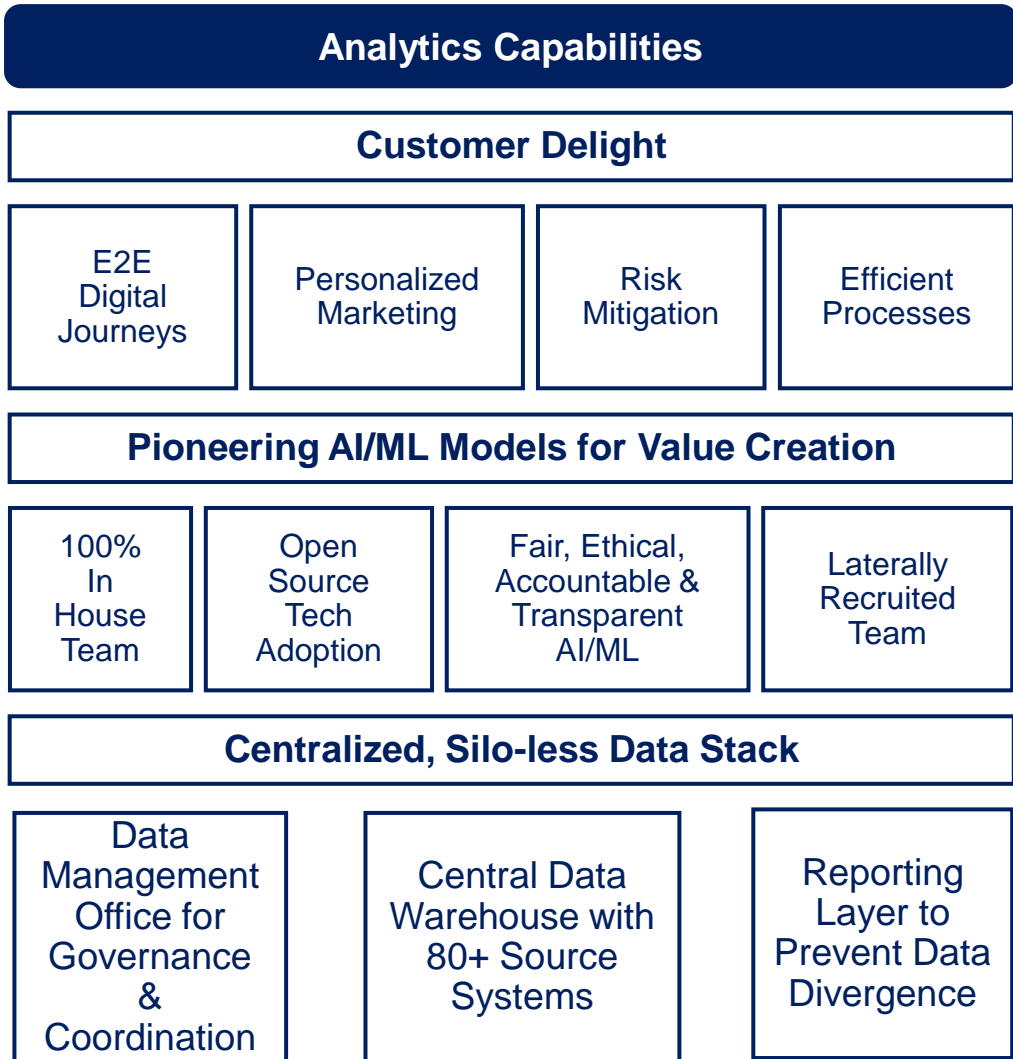 Analytics Capabilities
Customer Delight
E2E
Digital
Journeys
Personalized
Marketing
Risk
Mitigation
Efficient
Processes
Pioneering AI/ML Models for Value Creation
100%
In
House
Team
Open
Source
Tech
Adoption
Fair, Ethical,
Accountable &
Transparent
AI/ML
Laterally
Recruited
Team
Centralized, Silo-less Data Stack
Data
Management
Office for
Governance
&
Coordination
Central Data
Warehouse with
80+ Source
Systems
Reporting
Layer to
Prevent Data
Divergence